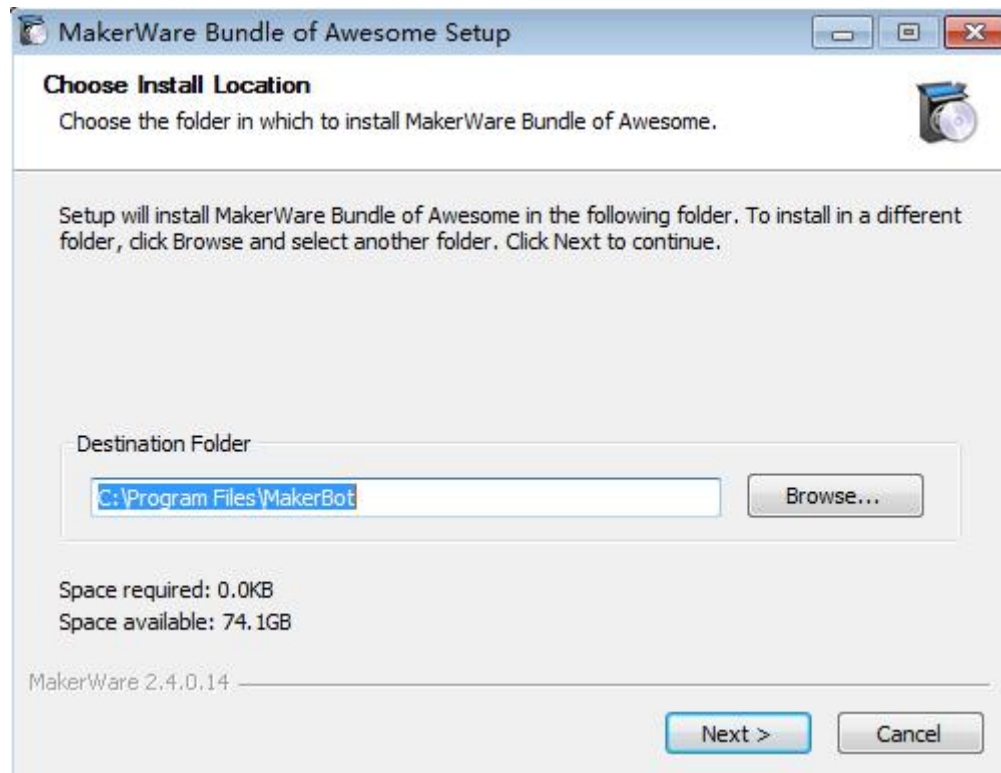 MakerWare Bundle of Awesome Setup
Choose Install Location
Choose the folder in which to install MakerWare Bundle of Awesome.
Setup will install MakerWare Bundle of Awesome in the following folder. To install in a different
folder, click Browse and select another folder. Click Next to continue.
Destination Folder
C:\Program Files\MakerBot
Browse...
Space required: 0.0KB
Space available: 74.1GB
MakerWare 2.4.0.14
Next >
Cancel